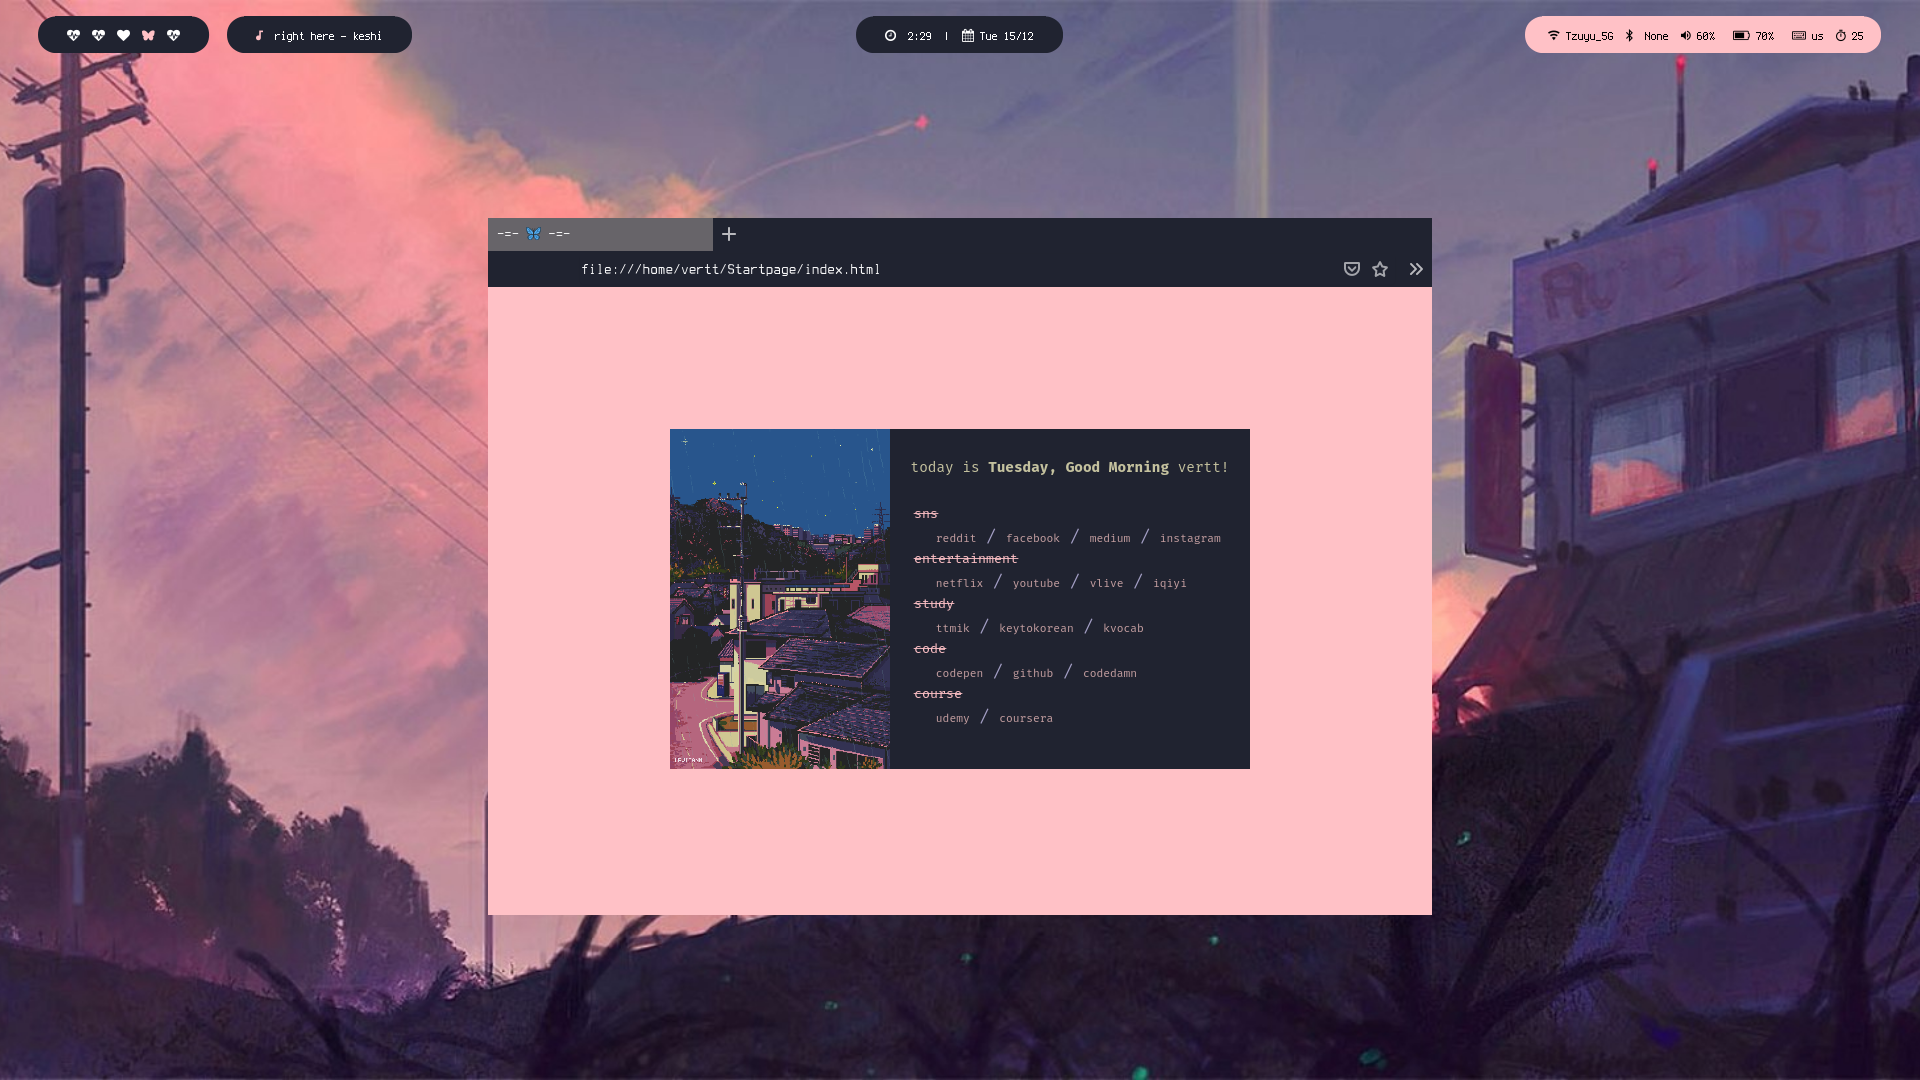 right here - keshi
2:29 | Tue 15/12
Tzuyu_5G None 60% 70% us 25
-=- 🦋 -=-
file:///home/vertt/Startpage/index.html
today is Tuesday, Good Morning vertt!
sns
reddit / facebook / medium / instagram
entertainment
netflix / youtube / vlive / iqiyi
study
ttmik / keytokorean / kvocab
code
codepen / github / codedamn
course
udemy / coursera